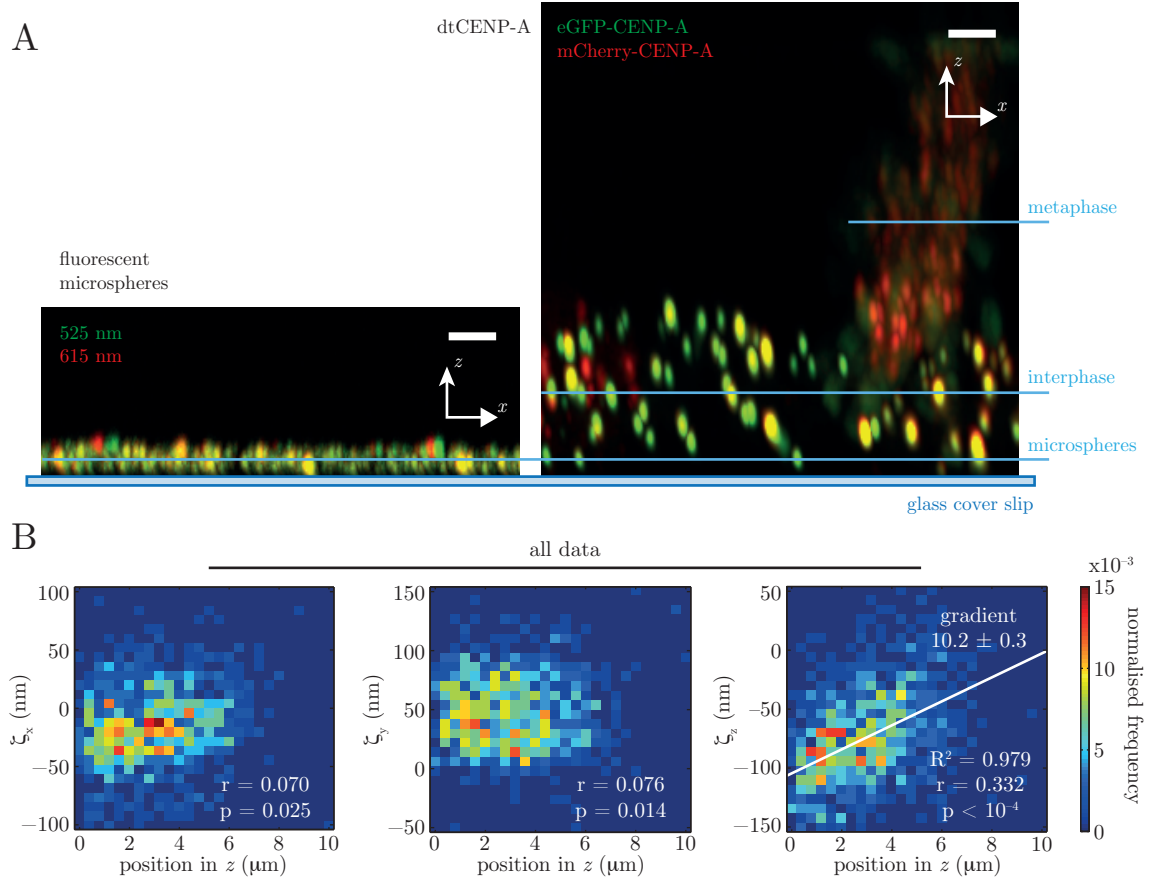 A
dtCENP-A
eGFP-CENP-A
mCherry-CENP-A
z
x
metaphase
fluorescent
microspheres
525 nm
615 nm
z
x
interphase
microspheres
glass cover slip
B
all data
x10⁻³
100
50
0
−50
−100
ζx (nm)
r = 0.070
p = 0.025
0 2 4 6 8 10
position in z (μm)
150
100
50
0
−50
ζy (nm)
r = 0.076
p = 0.014
0 2 4 6 8 10
position in z (μm)
50
0
−50
−100
−150
ζz (nm)
gradient
10.2 ± 0.3
R² = 0.979
r = 0.332
p < 10⁻⁴
0 2 4 6 8 10
position in z (μm)
15
10
5
0
normalised frequency